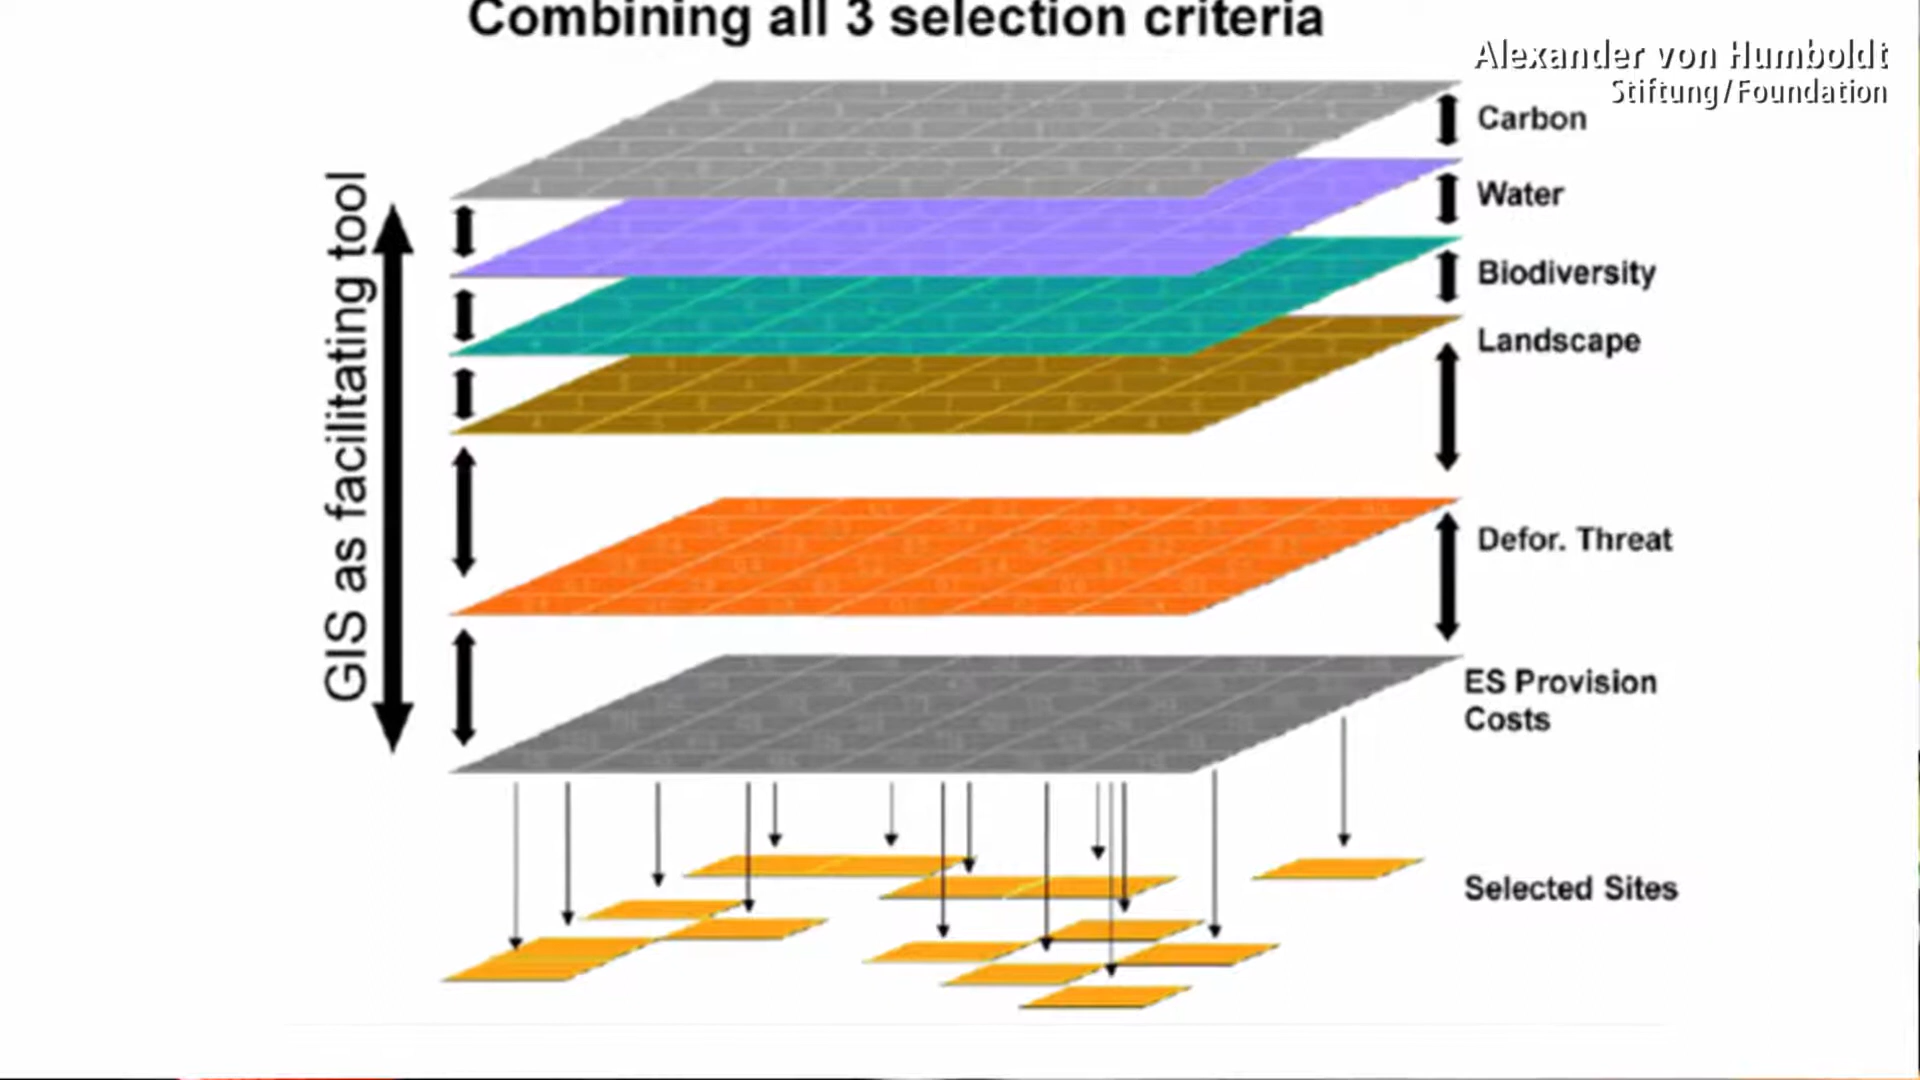 Combining all 3 selection criteria
Alexander von Humboldt
Stiftung/Foundation
Carbon
Water
Biodiversity
Landscape
GIS as facilitating tool
Defor. Threat
ES Provision
Costs
Selected Sites